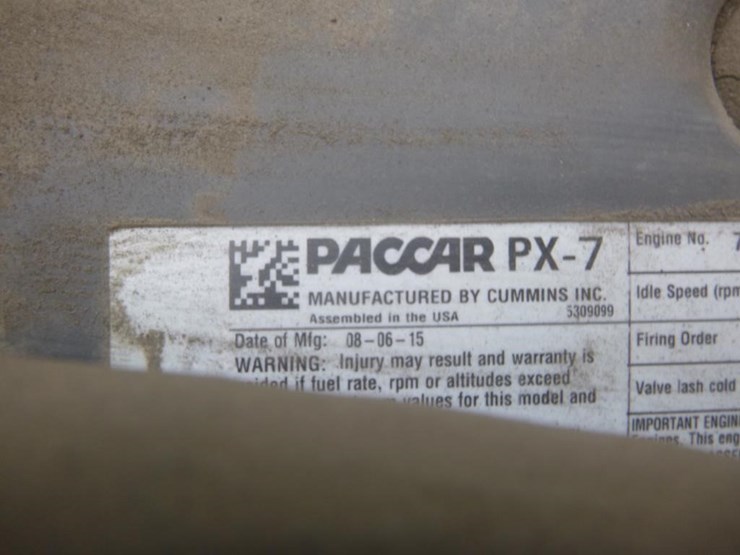 PACCAR PX-7
MANUFACTURED BY CUMMINS INC.
Assembled in the USA 5309099
Date of Mfg: 08-06-15
WARNING: Injury may result and warranty is
if fuel rate, rpm or altitudes exceed
values for this model and
Engine No. 7
Idle Speed (rpm
Firing Order
Valve lash cold
IMPORTANT ENGIN
This eng